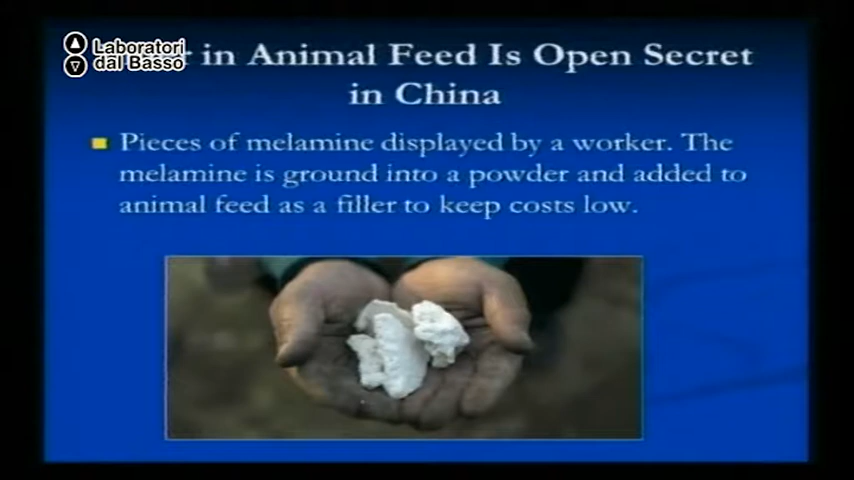 Laboratori
dal Basso
in Animal Feed Is Open Secret
in China
Pieces of melamine displayed by a worker. The
melamine is ground into a powder and added to
animal feed as a filler to keep costs low.